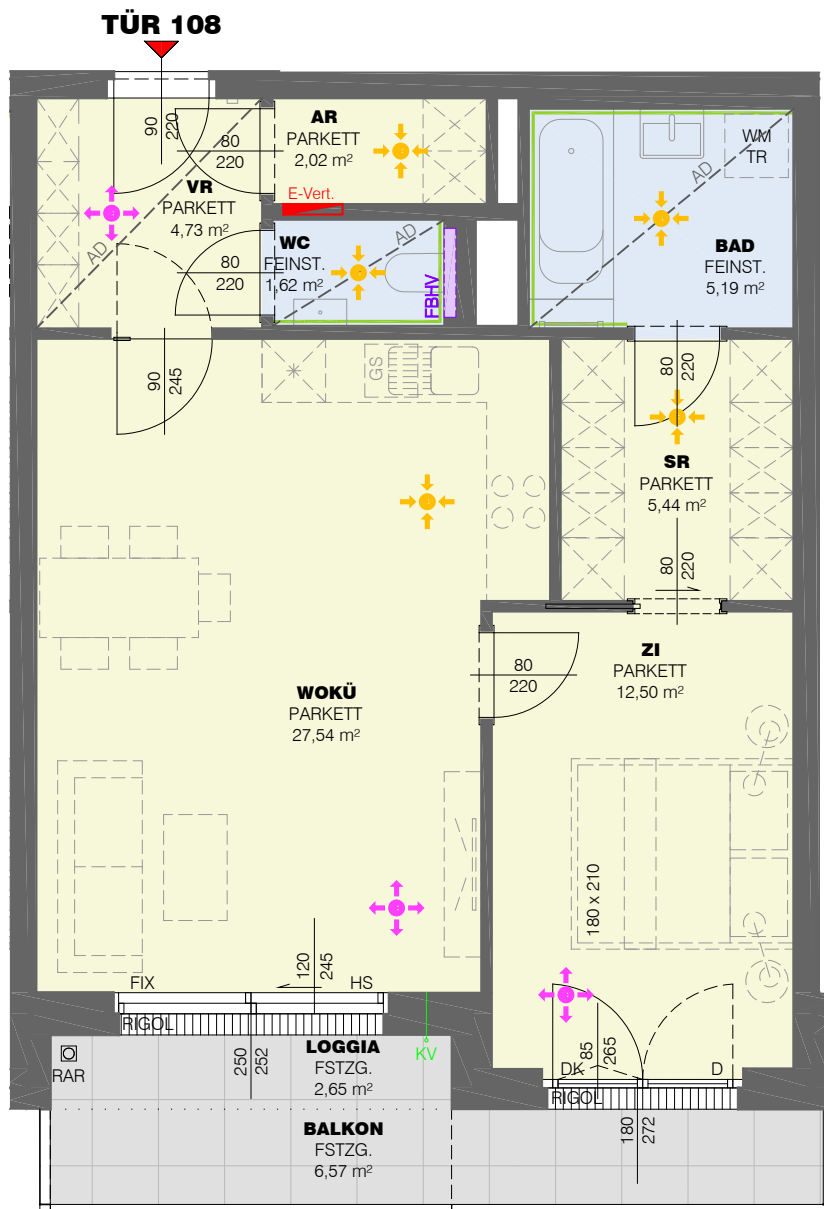 TÜR 108
90
220
80
220
AR
PARKETT
2,02 m²
WM
TR
AD
VR
PARKETT
4,73 m²
AD
E-Vert.
80
220
WC
FEINST.
1,62 m²
AD
FBHV
BAD
FEINST.
5,19 m²
90
245
GS
80
220
SR
PARKETT
5,44 m²
80
220
80
220
ZI
PARKETT
12,50 m²
WOKÜ
PARKETT
27,54 m²
180 x 210
120
245
FIX
HS
RIGOL
RAR
250
252
LOGGIA
FSTZG.
2,65 m²
KV
85
265
DK
D
RIGOL
BALKON
FSTZG.
6,57 m²
180
272